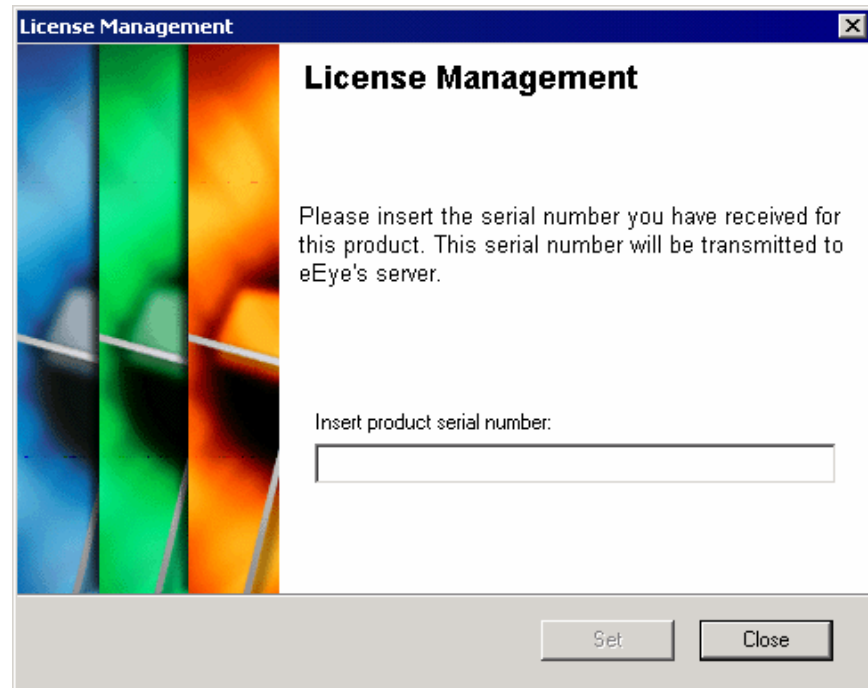 License Management
License Management
Please insert the serial number you have received for
this product. This serial number will be transmitted to
eEye's server.
Insert product serial number:
Set
Close